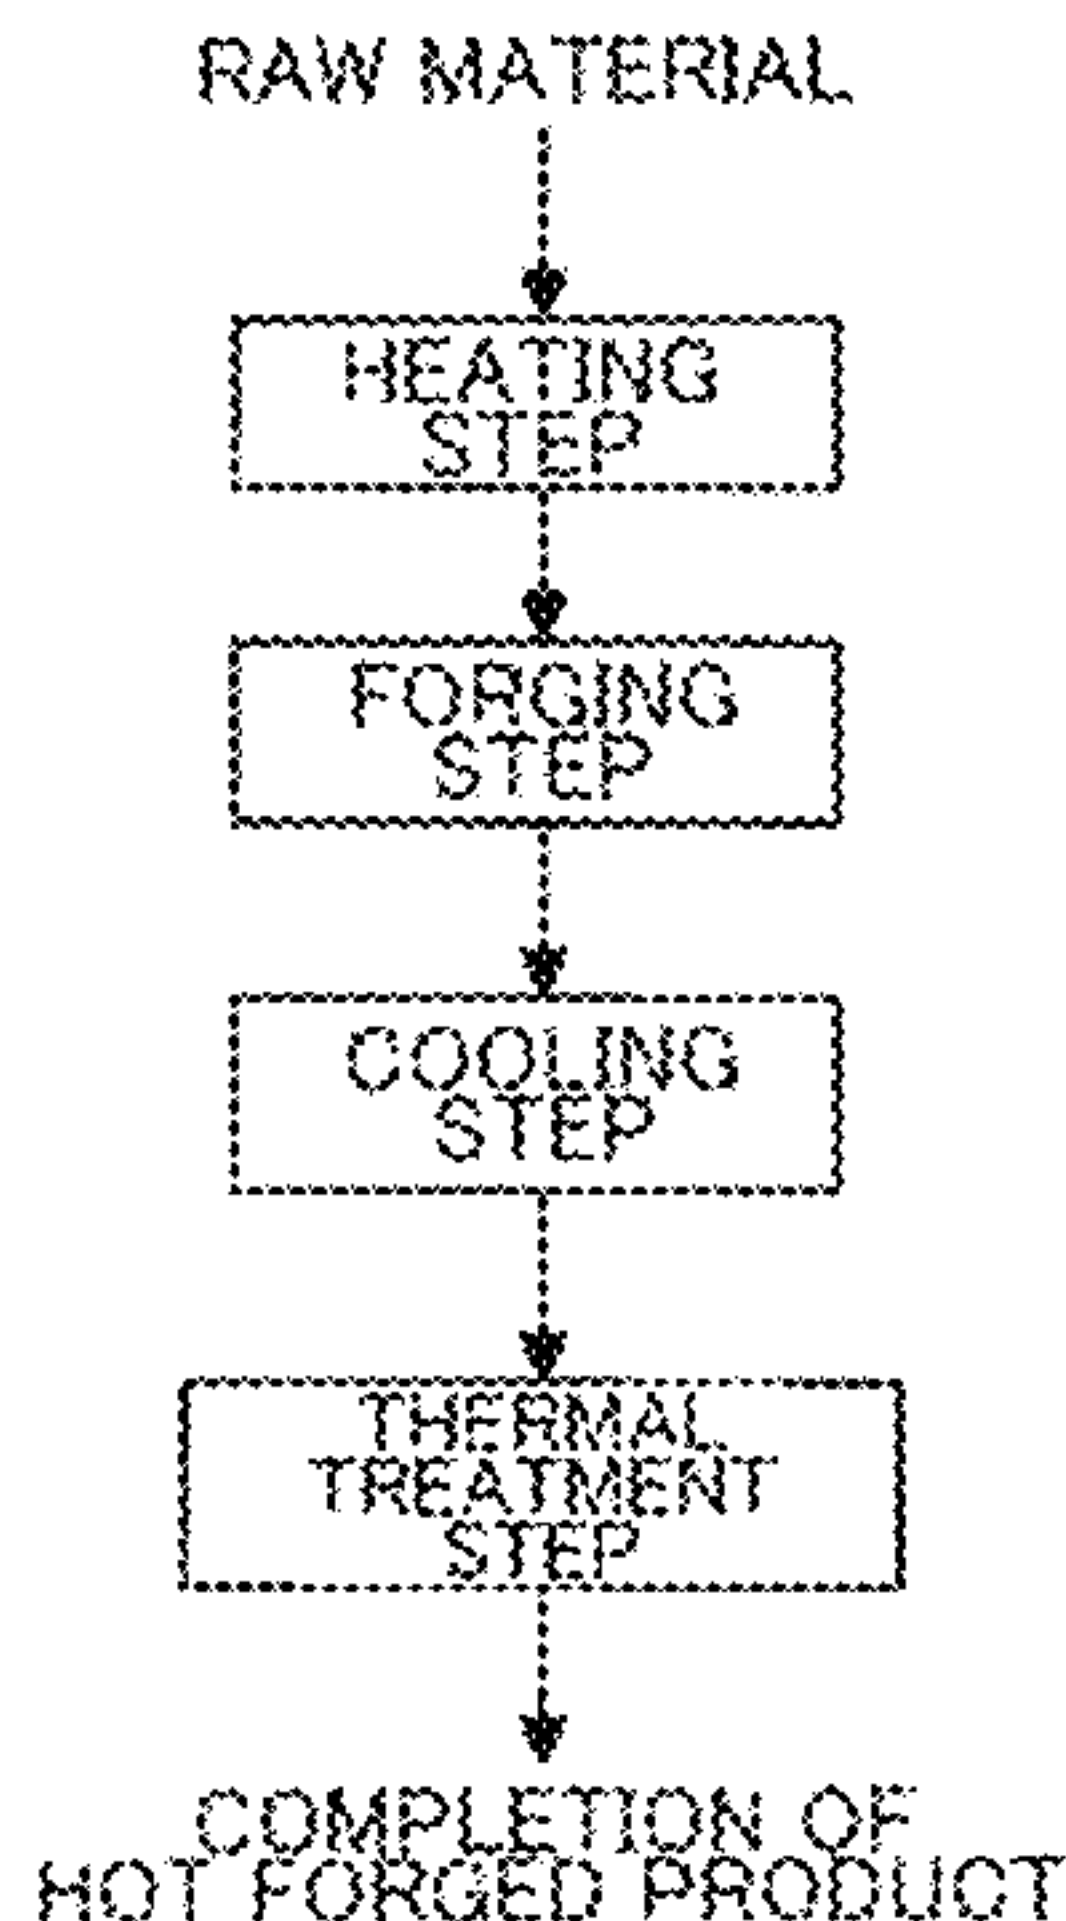 RAW MATERIAL
HEATING
STEP
FORGING
STEP
COOLING
STEP
THERMAL
TREATMENT
STEP
COMPLETION OF
HOT FORGED PRODUCT